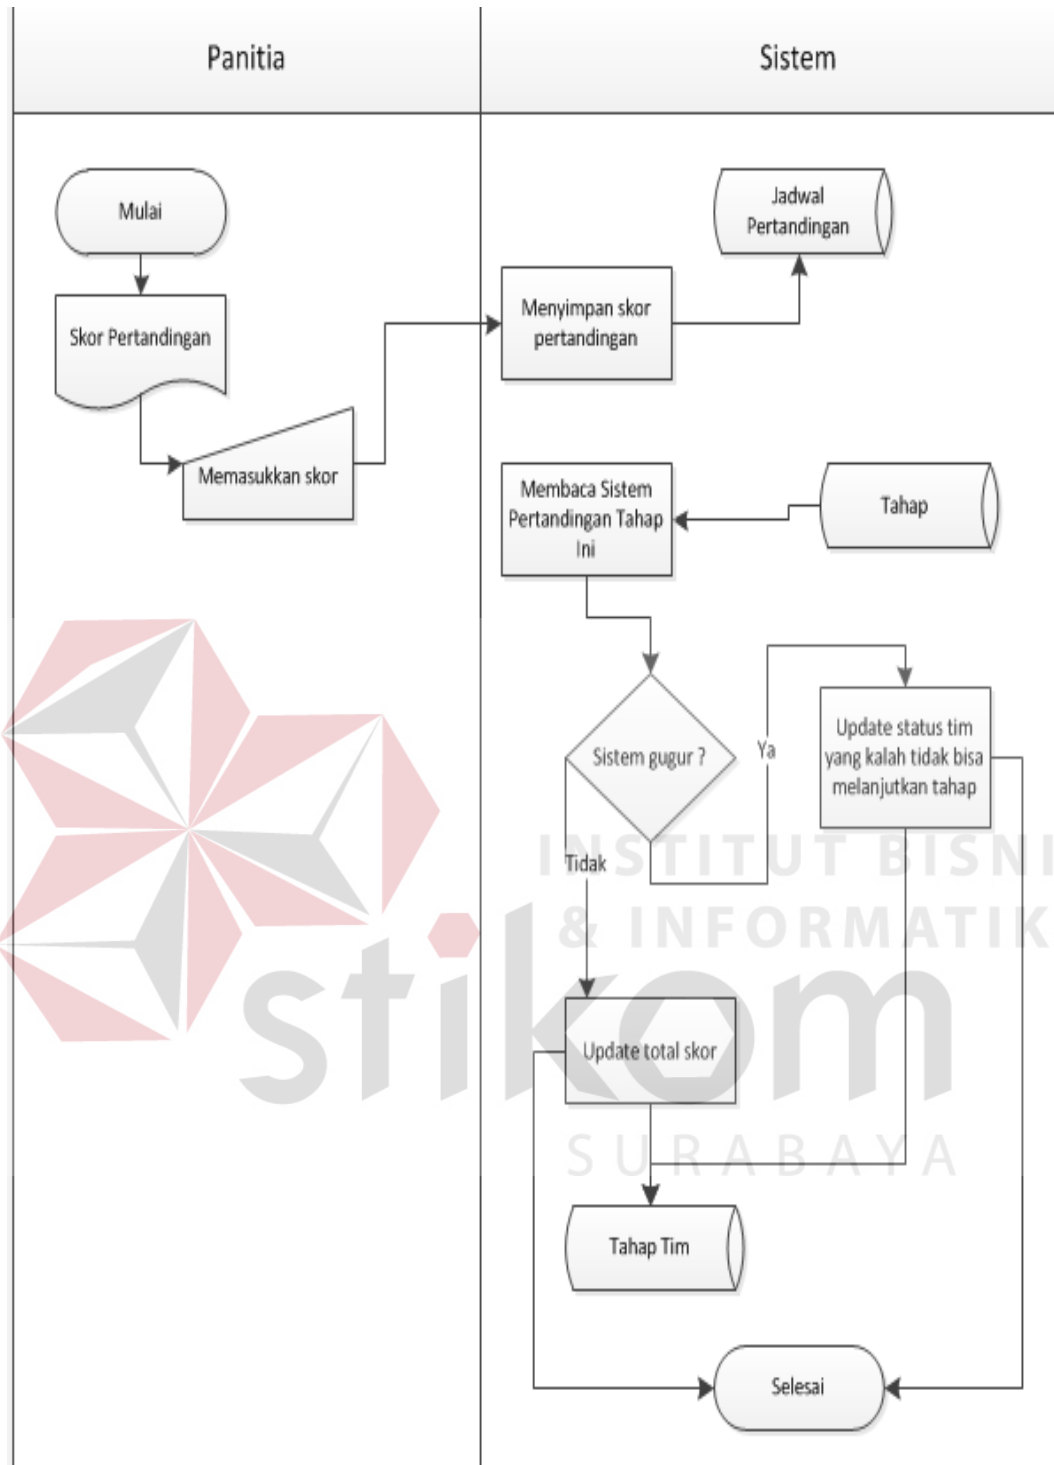 Panitia
Sistem
Mulai
Jadwal
Pertandingan
Skor Pertandingan
Menyimpan skor
pertandingan
Memasukkan skor
Membaca Sistem
Pertandingan Tahap
Ini
Tahap
Sistem gugur ?
Ya
Update status tim
yang kalah tidak bisa
melanjutkan tahap
Tidak
INSTITUT BISNI
& INFORMATIK
stikom
SURABAYA
Update total skor
Tahap Tim
Selesai